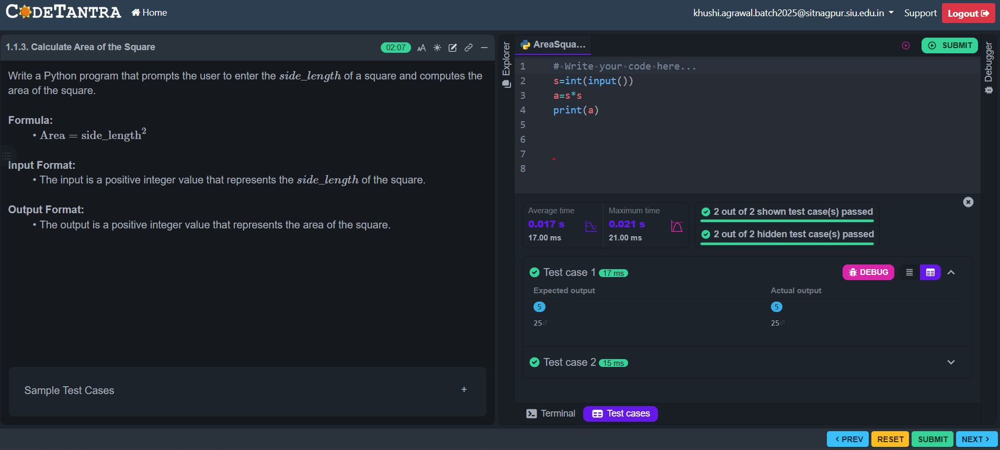 CODETANTRA Home
khushi.agrawal.batch2025@sitnagpur.siu.edu.in Support Logout
1.1.3. Calculate Area of the Square
02:07
Write a Python program that prompts the user to enter the side_length of a square and computes the
area of the square.
Formula:
• Area = side_length²
Input Format:
• The input is a positive integer value that represents the side_length of the square.
Output Format:
• The output is a positive integer value that represents the area of the square.
Sample Test Cases +
Explorer
AreaSqua...
SUBMIT
Debugger
1 # Write your code here...
2 s=int(input())
3 a=s*s
4 print(a)
5
6
7
8
Average time
0.017 s
17.00 ms
Maximum time
0.021 s
21.00 ms
2 out of 2 shown test case(s) passed
2 out of 2 hidden test case(s) passed
Test case 1 17 ms
DEBUG
Expected output Actual output
5 5
25⏎ 25⏎
Test case 2 15 ms
Terminal Test cases
< PREV RESET SUBMIT NEXT >